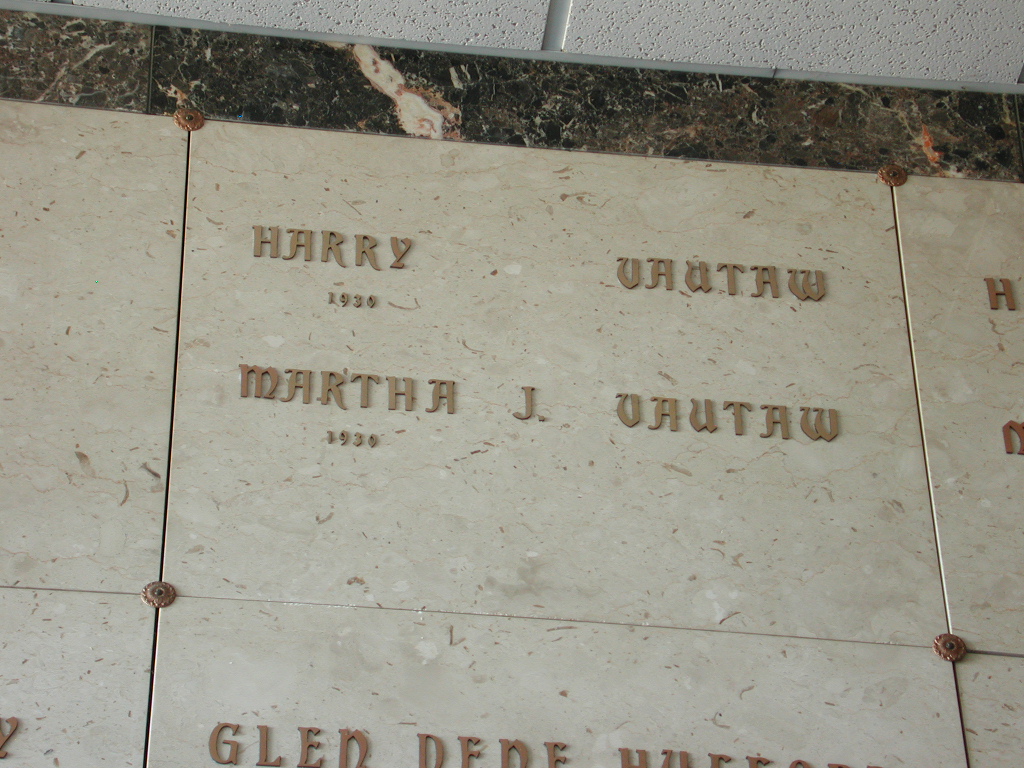 HARRY VAUTAW
1930
MARTHA J. VAUTAW
1930
GLEN DENE